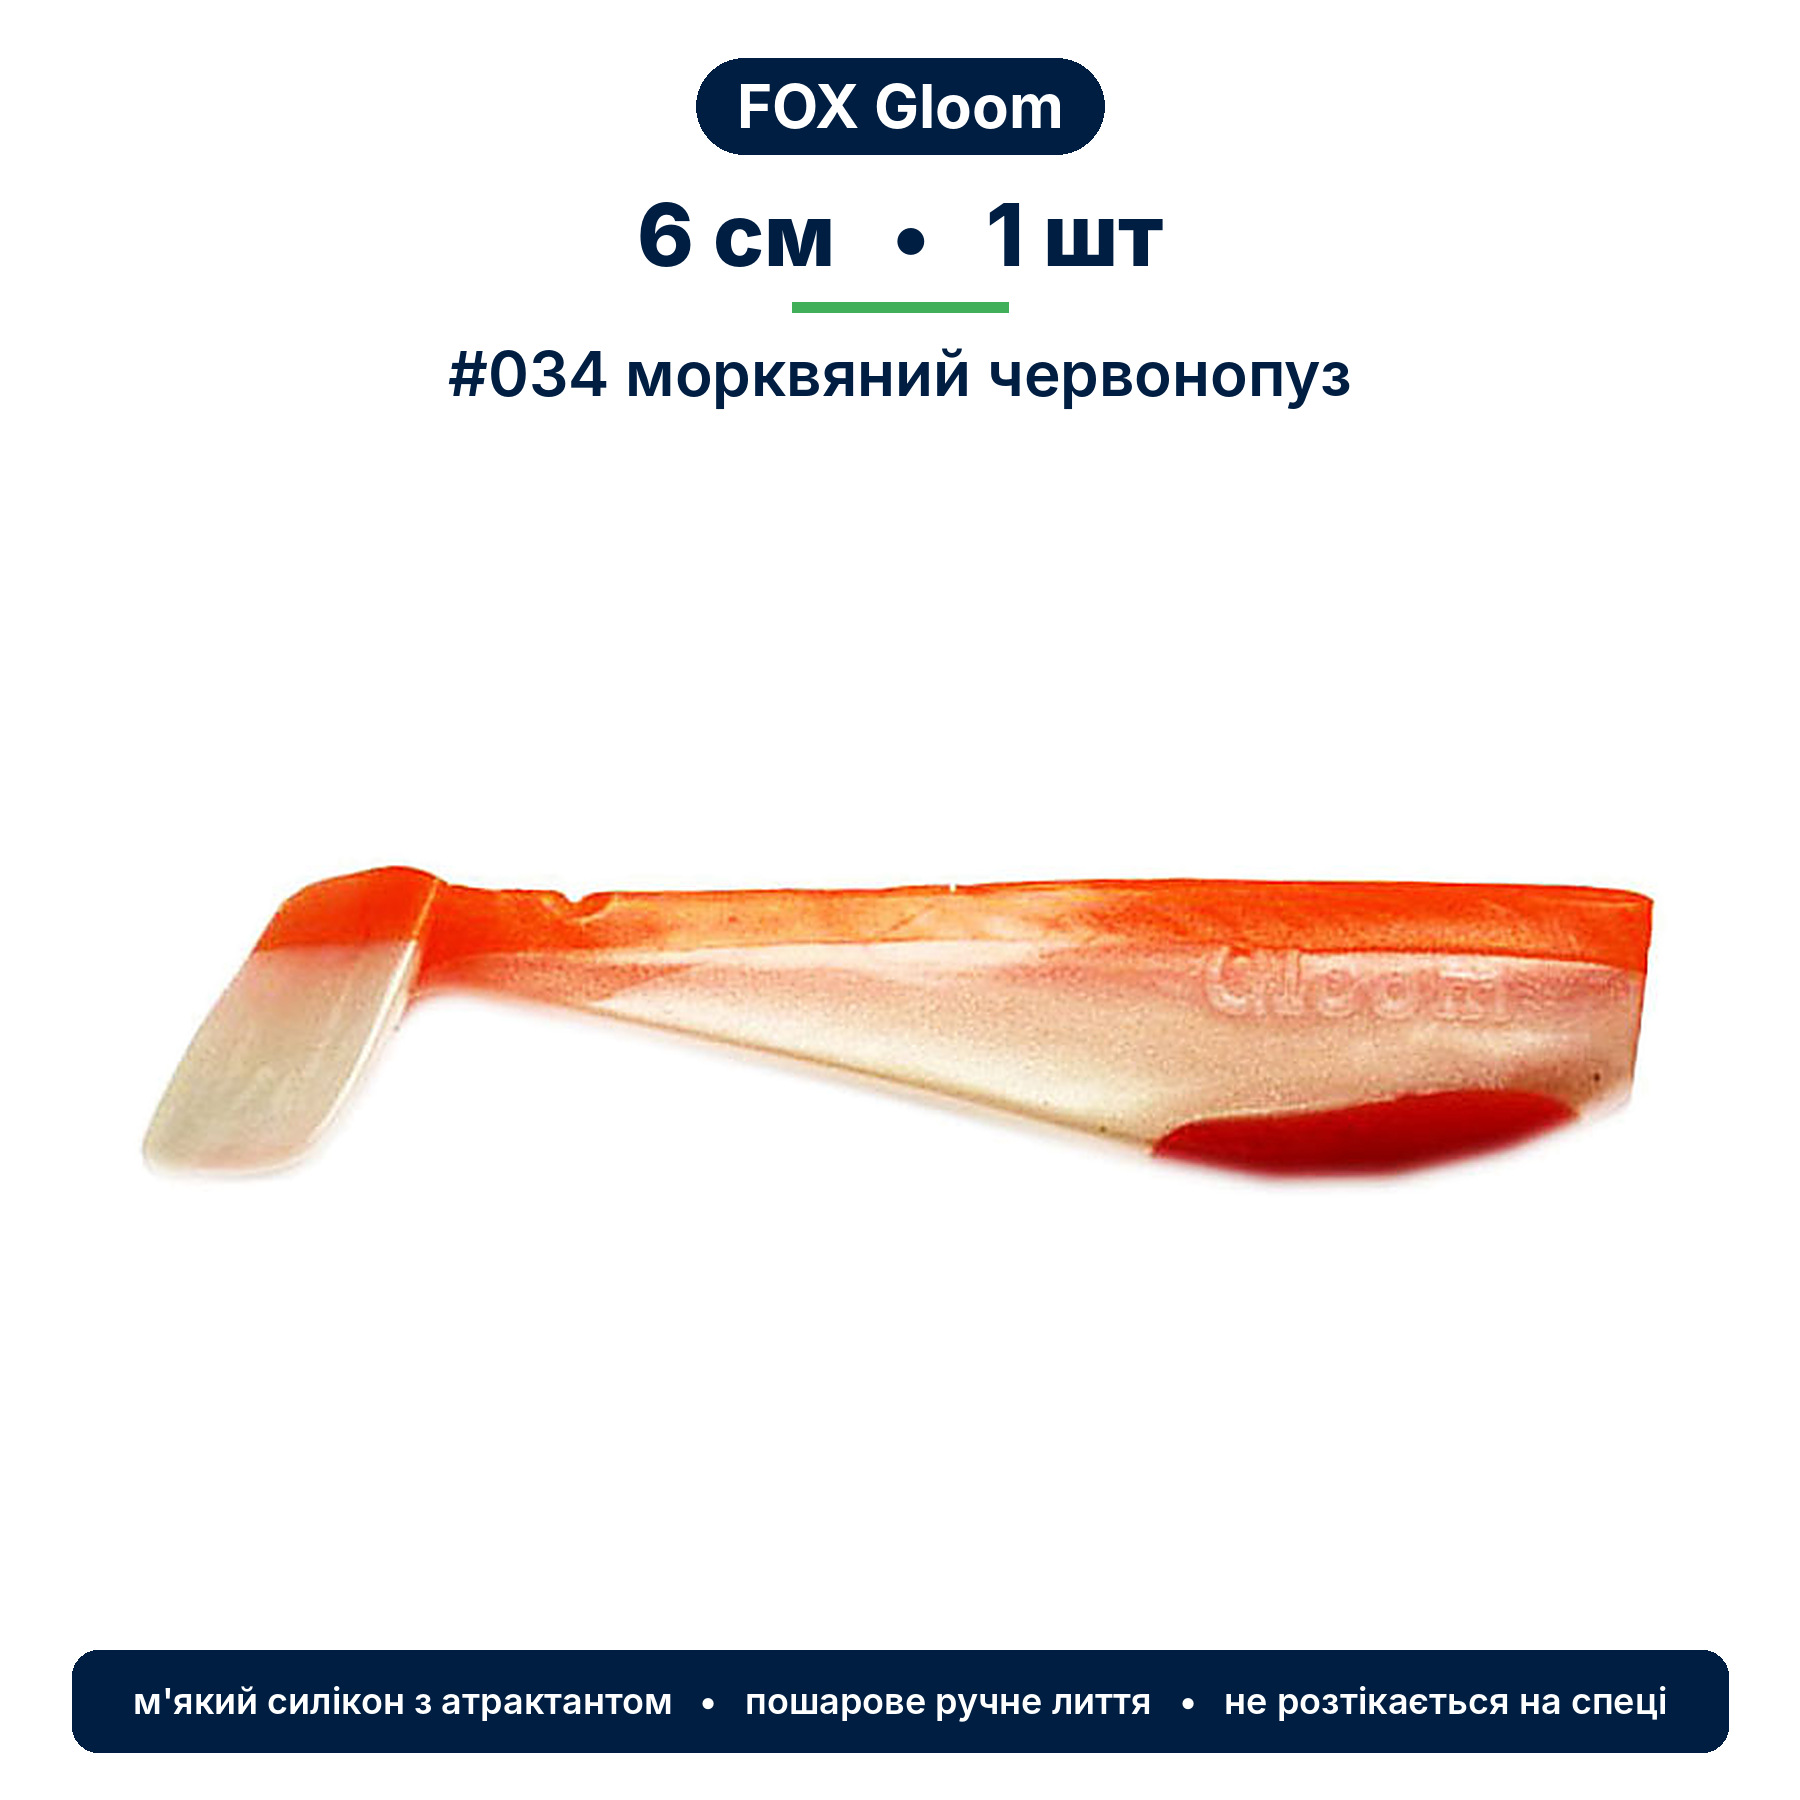 FOX Gloom
6 см • 1 шт
#034 морквяний червонопуз
Gloom
м'який силікон з атрактантом • пошарове ручне лиття • не розтікається на спеці